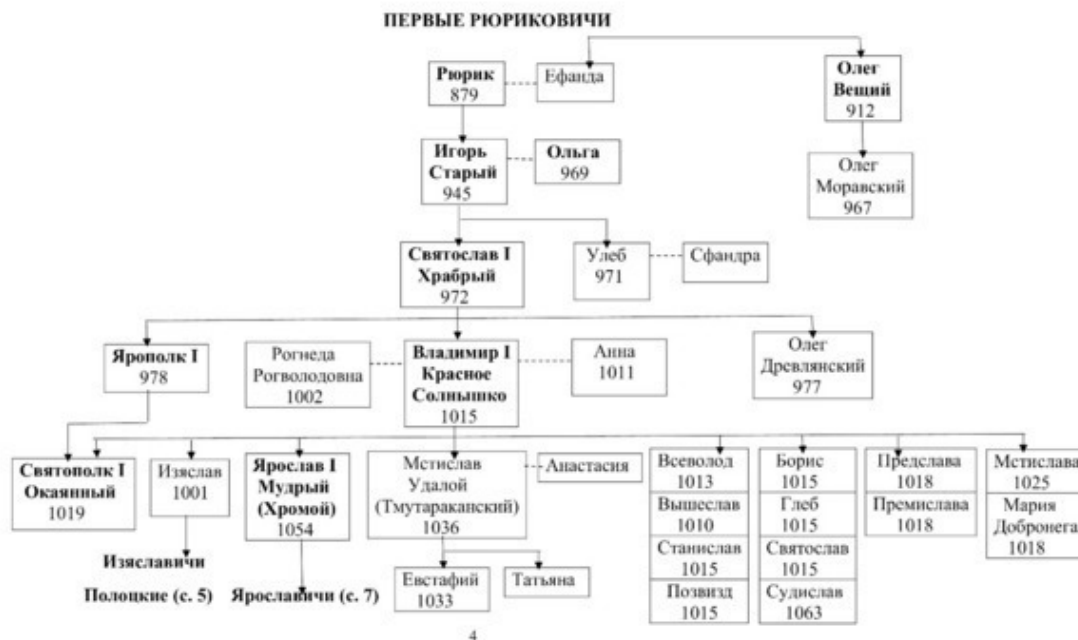 ПЕРВЫЕ РЮРИКОВИЧИ
Рюрик
879
Ефанда
Олег
Вещий
912
Игорь
Старый
945
Ольга
969
Олег
Моравский
967
Святослав I
Храбрый
972
Улеб
971
Сфандра
Ярополк I
978
Рогнеда
Рогволодовна
1002
Владимир I
Красное
Солнышко
1015
Анна
1011
Олег
Древлянский
977
Святополк I
Окаянный
1019
Изяслав
1001
Ярослав I
Мудрый
(Хромой)
1054
Мстислав
Удалой
(Тмутараканский)
1036
Анастасия
Всеволод
1013
Вышеслав
1010
Станислав
1015
Позвизд
1015
Борис
1015
Глеб
1015
Святослав
1015
Судислав
1063
Предслава
1018
Премислава
1018
Мстислава
1025
Мария
Добронега
1018
Изяславичи
Полоцкие (с. 5)
Ярославичи (с. 7)
Евстафий
1033
Татьяна
4